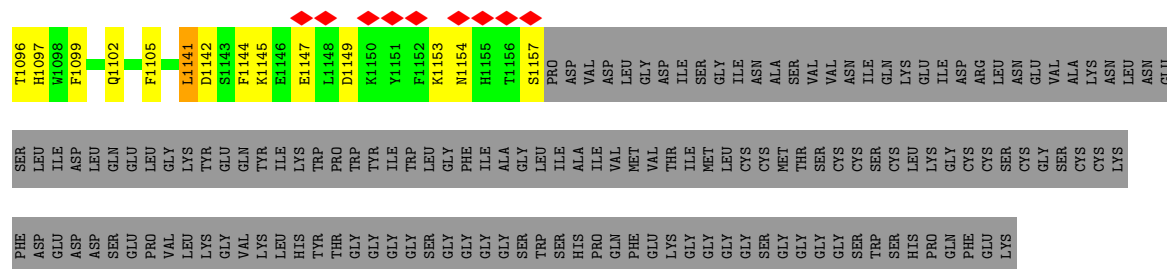 T1096 H1097 W1098 F1099 Q1102 F1105 L1141 D1142 S1143 F1144 K1145 E1146 E1147 L1148 D1149 K1150 Y1151 F1152 K1153 N1154 H1155 T1156 S1157 PRO ASP VAL ASP LEU GLY ASP ILE SER GLY ILE ASN ALA SER VAL VAL ASN ILE GLN LYS GLU ILE ASP ARG LEU ASN GLU VAL ALA LYS ASN LEU ASN GLU
SER LEU ILE ASP LEU GLN GLU LEU GLY LYS TYR GLU GLN TYR ILE LYS TRP PRO TRP TYR ILE TRP LEU GLY PHE ILE ALA GLY LEU ILE ALA ILE VAL MET VAL THR ILE MET LEU CYS CYS MET THR SER CYS CYS SER CYS LEU LYS GLY CYS CYS SER CYS GLY SER CYS CYS LYS
PHE ASP GLU ASP ASP SER GLU PRO VAL LEU LYS GLY VAL LYS LEU HIS TYR THR GLY GLY GLY GLY SER GLY GLY GLY GLY SER TRP SER HIS PRO GLN PHE GLU LYS GLY GLY GLY GLY SER GLY GLY GLY GLY SER TRP SER HIS PRO GLN PHE GLU LYS